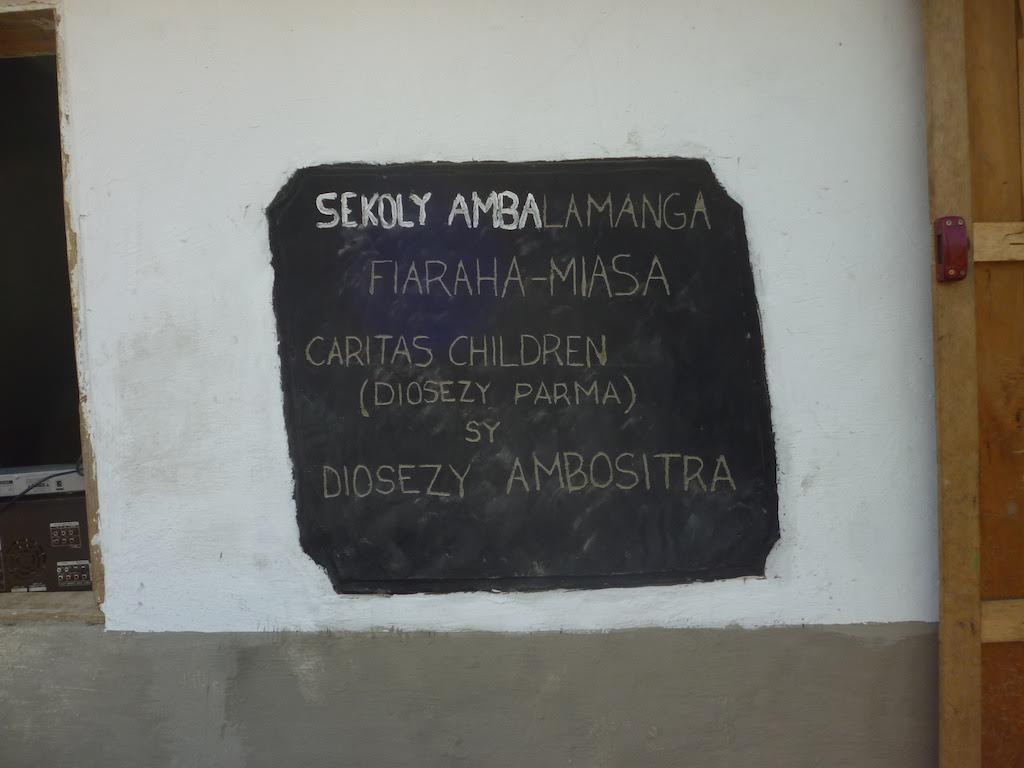 SEKOLY AMBALAMANGA
FIARAHA-MIASA
CARITAS CHILDREN
(DIOSEZY PARMA)
SY
DIOSEZY AMBOSITRA